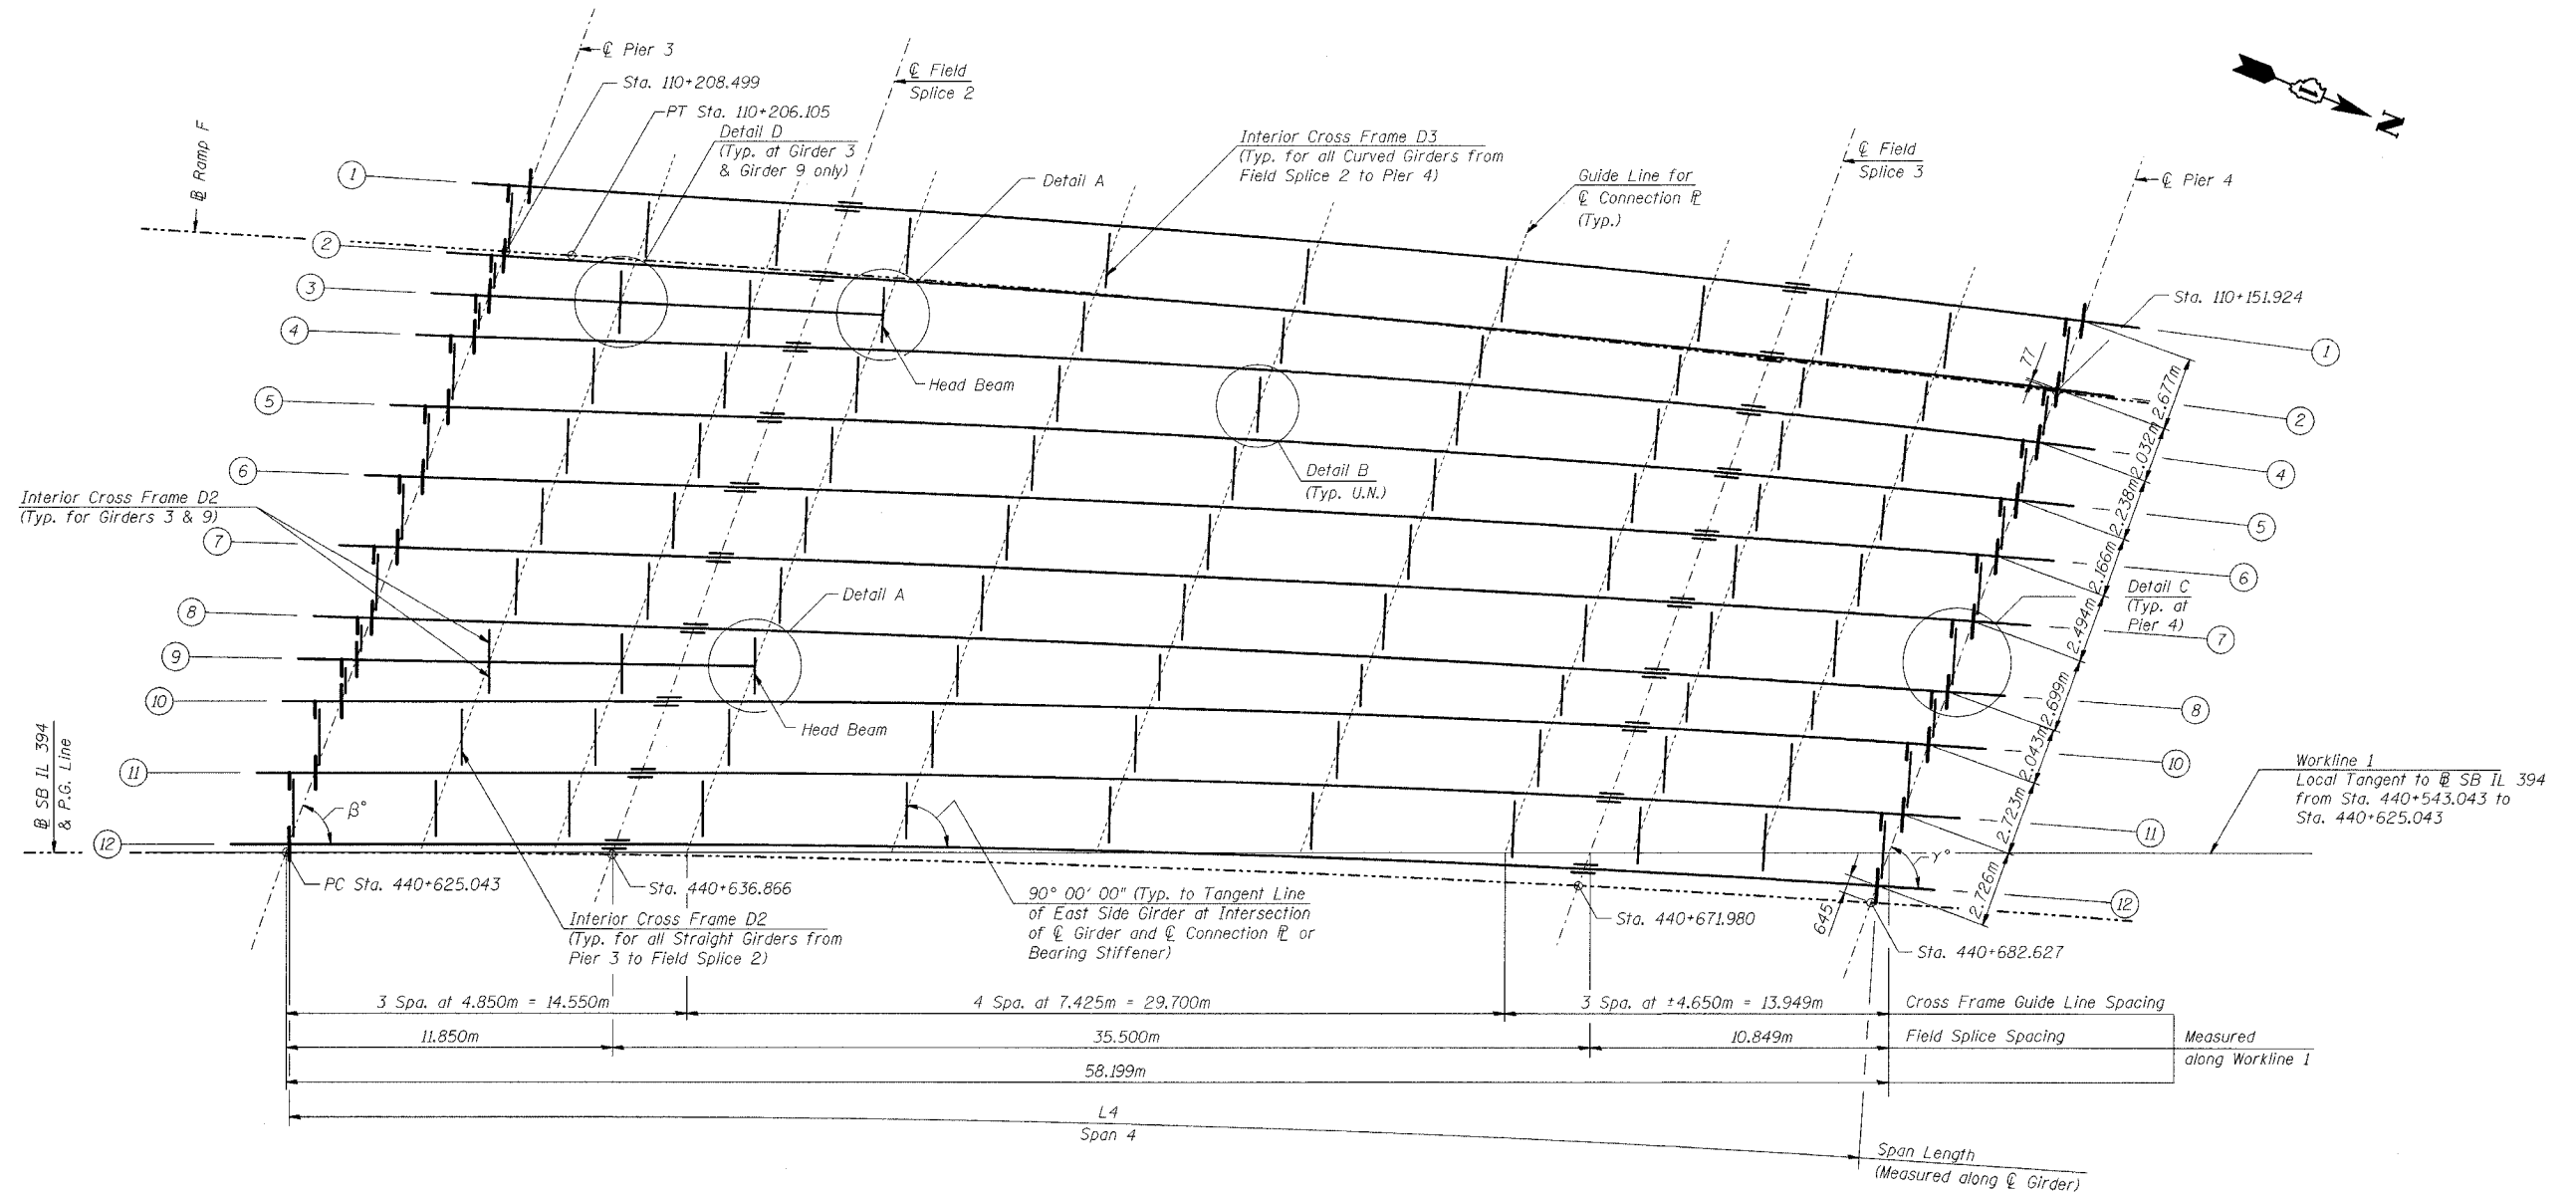 ℄ Pier 3
Sta. 110+208.499
PT Sta. 110+206.105
Detail D
(Typ. at Girder 3
& Girder 9 only)
℄ Field
Splice 2
Detail A
Interior Cross Frame D3
(Typ. for all Curved Girders from
Field Splice 2 to Pier 4)
Guide Line for
℄ Connection ℙL
(Typ.)
℄ Field
Splice 3
℄ Pier 4
N
Sta. 110+151.924
Ramp F
1
2
3
4
5
6
7
8
9
10
11
12
Head Beam
Detail B
(Typ. U.N.)
Interior Cross Frame D2
(Typ. for Girders 3 & 9)
Detail A
Head Beam
77
1
2
4
5
6
7
8
10
11
12
2.677m
2.032m
2.238m
2.166m
2.494m
2.699m
2.043m
2.723m
2.726m
Detail C
(Typ. at
Pier 4)
Workline 1
Local Tangent to ℄ SB IL 394
from Sta. 440+543.043 to
Sta. 440+625.043
SB IL 394
& P.G. Line
β°
γ°
PC Sta. 440+625.043
Sta. 440+636.866
Interior Cross Frame D2
(Typ. for all Straight Girders from
Pier 3 to Field Splice 2)
90° 00' 00" (Typ. to Tangent Line
of East Side Girder at Intersection
of ℄ Girder and ℄ Connection ℙL or
Bearing Stiffener)
Sta. 440+671.980
645
Sta. 440+682.627
3 Spa. at 4.850m = 14.550m
4 Spa. at 7.425m = 29.700m
3 Spa. at ±4.650m = 13.949m
Cross Frame Guide Line Spacing
11.850m
35.500m
10.849m
Field Splice Spacing
Measured
along Workline 1
58.199m
L4
Span 4
Span Length
(Measured along ℄ Girder)